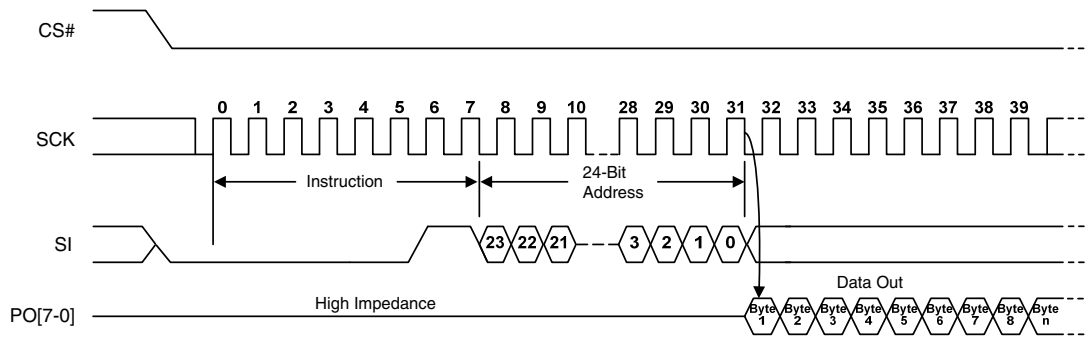 CS#
0 1 2 3 4 5 6 7 8 9 10 28 29 30 31 32 33 34 35 36 37 38 39
SCK
Instruction
24-Bit
Address
SI
23 22 21 3 2 1 0
Data Out
High Impedance
PO[7-0]
Byte 1 Byte 2 Byte 3 Byte 4 Byte 5 Byte 6 Byte 7 Byte 8 Byte n